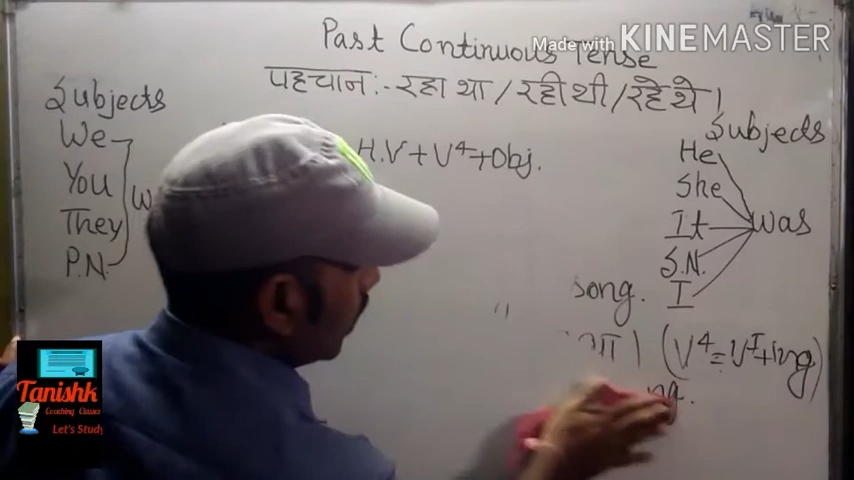 Past Continuous Tense
Made with KINEMASTER
पहचान :- रहा था / रही थी / रहे थे ।
Subjects
We
You
They
P.N.
W
H.V + V⁴ + Obj.
Subjects
He
She
It
S.N.
I
was
song.
था । (V⁴ = V^I + ing)
ng.
Tanishk
Coaching Classes
Let's Study